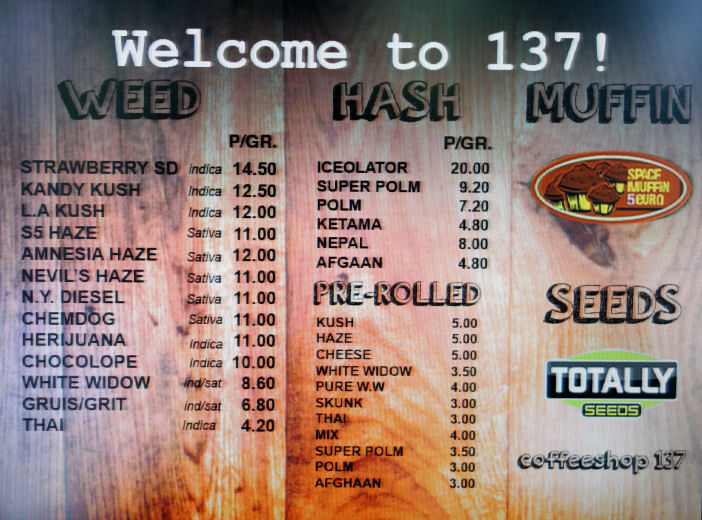 Welcome to 137!
WEED
P/GR.
STRAWBERRY SD indica 14.50
KANDY KUSH Indica 12.50
L.A KUSH Indica 12.00
S5 HAZE Sativa 11.00
AMNESIA HAZE Sativa 12.00
NEVIL'S HAZE Sativa 11.00
N.Y. DIESEL Sativa 11.00
CHEMDOG Sativa 11.00
HERIJUANA Indica 11.00
CHOCOLOPE Indica 10.00
WHITE WIDOW ind/sat 8.60
GRUIS/GRIT ind/sat 6.80
THAI Indica 4.20
HASH
P/GR.
ICEOLATOR 20.00
SUPER POLM 9.20
POLM 7.20
KETAMA 4.80
NEPAL 8.00
AFGAAN 4.80
PRE-ROLLED
KUSH 5.00
HAZE 5.00
CHEESE 5.00
WHITE WIDOW 3.50
PURE W.W 4.00
SKUNK 3.00
THAI 3.00
MIX 4.00
SUPER POLM 3.50
POLM 3.00
AFGHAAN 3.00
MUFFIN
SPACE
MUFFIN
5 EURO
SEEDS
TOTALLY
SEEDS
coffeeshop 137